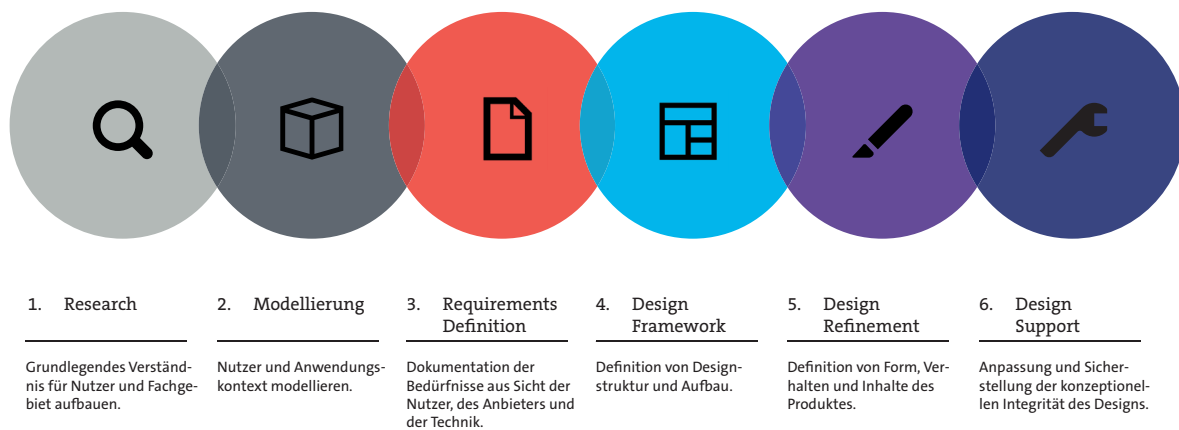 1. Research
Grundlegendes Verständ-
nis für Nutzer und Fachge-
biet aufbauen.
2. Modellierung
Nutzer und Anwendungs-
kontext modellieren.
3. Requirements
Definition
Dokumentation der
Bedürfnisse aus Sicht der
Nutzer, des Anbieters und
der Technik.
4. Design
Framework
Definition von Design-
struktur und Aufbau.
5. Design
Refinement
Definition von Form, Ver-
halten und Inhalte des
Produktes.
6. Design
Support
Anpassung und Sicher-
stellung der konzeptionel-
len Integrität des Designs.